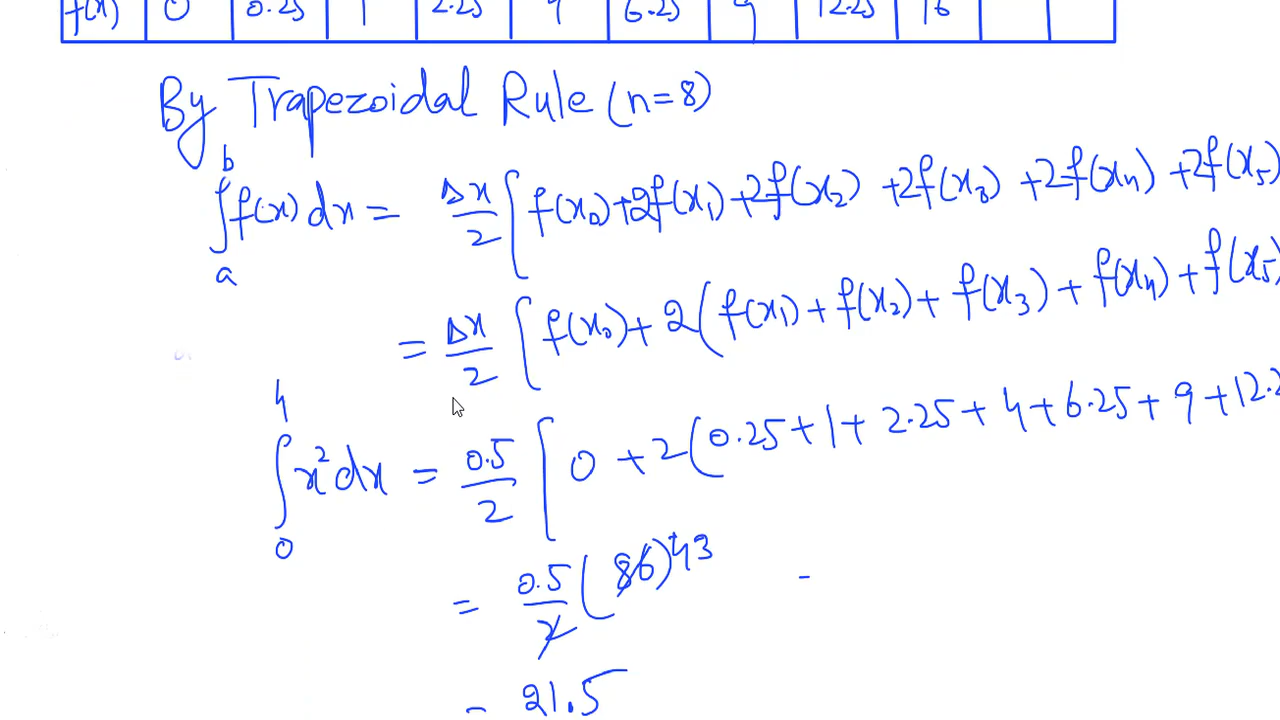 f(x) 0 0.25 1 2.25 4 6.25 9 12.25 16
By Trapezoidal Rule (n=8)
b
∫f(x)dx = Δx/2 [f(x₀)+2f(x₁)+2f(x₂)+2f(x₃)+2f(x₄)+2f(x₅)
a
= Δx/2 [f(x₀)+2(f(x₁)+f(x₂)+f(x₃)+f(x₄)+f(x₅)
4
∫x²dx = 0.5/2 [0+2(0.25+1+2.25+4+6.25+9+12.2
0
= 0.5/2 (86) 43
=
= 21.5